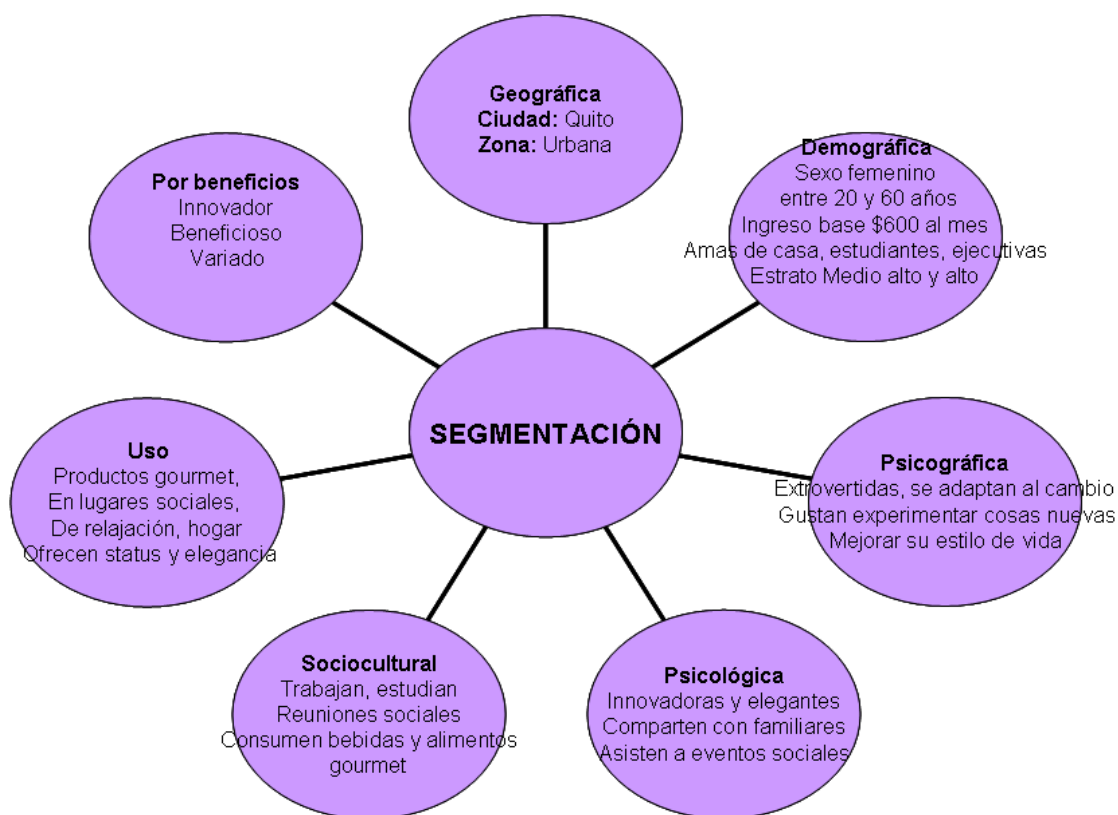 Geográfica
Ciudad: Quito
Zona: Urbana
Demográfica
Sexo femenino
entre 20 y 60 años
Ingreso base $600 al mes
Amas de casa, estudiantes, ejecutivas
Estrato Medio alto y alto
Por beneficios
Innovador
Beneficioso
Variado
SEGMENTACIÓN
Uso
Productos gourmet,
En lugares sociales,
De relajación, hogar
Ofrecen status y elegancia
Psicográfica
Extrovertidas, se adaptan al cambio
Gustan experimentar cosas nuevas
Mejorar su estilo de vida
Sociocultural
Trabajan, estudian
Reuniones sociales
Consumen bebidas y alimentos
gourmet
Psicológica
Innovadoras y elegantes
Comparten con familiares
Asisten a eventos sociales